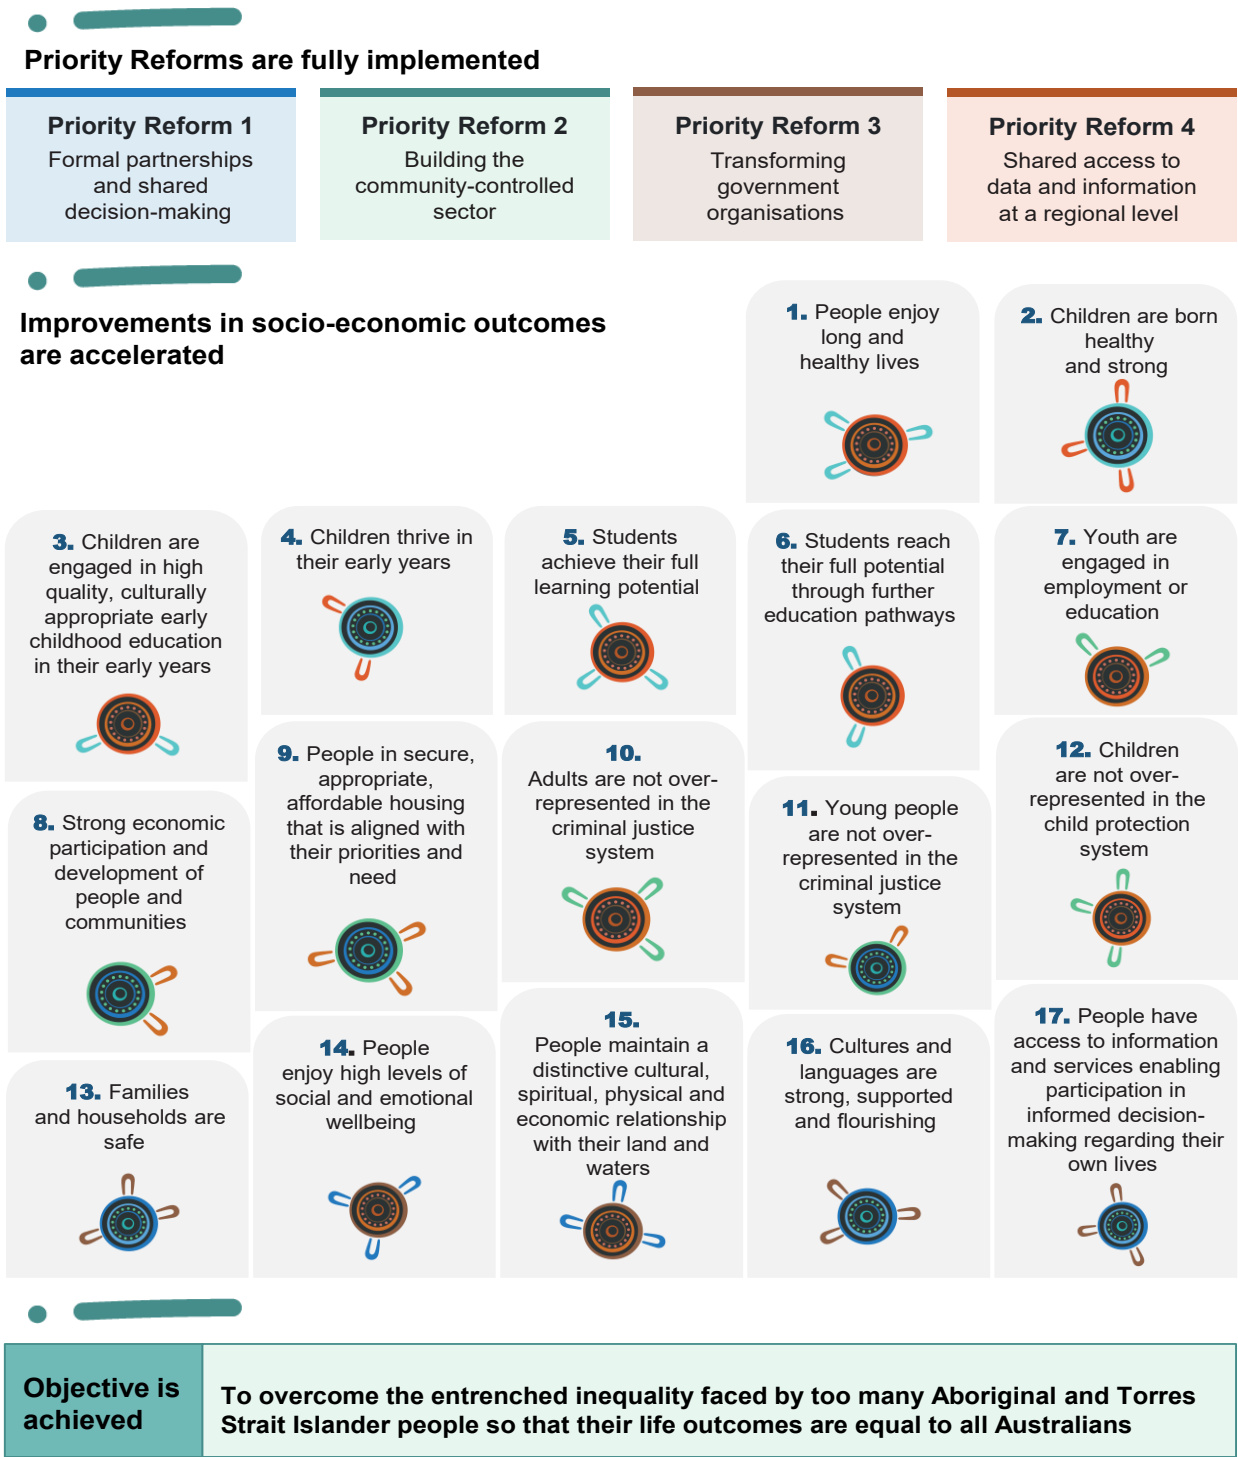 Priority Reforms are fully implemented
Priority Reform 1
Formal partnerships
and shared
decision-making
Priority Reform 2
Building the
community-controlled
sector
Priority Reform 3
Transforming
government
organisations
Priority Reform 4
Shared access to
data and information
at a regional level
Improvements in socio-economic outcomes
are accelerated
1. People enjoy
long and
healthy lives
2. Children are born
healthy
and strong
3. Children are
engaged in high
quality, culturally
appropriate early
childhood education
in their early years
4. Children thrive in
their early years
5. Students
achieve their full
learning potential
6. Students reach
their full potential
through further
education pathways
7. Youth are
engaged in
employment or
education
8. Strong economic
participation and
development of
people and
communities
9. People in secure,
appropriate,
affordable housing
that is aligned with
their priorities and
need
10.
Adults are not over-
represented in the
criminal justice
system
11. Young people
are not over-
represented in the
criminal justice
system
12. Children
are not over-
represented in the
child protection
system
13. Families
and households are
safe
14. People
enjoy high levels of
social and emotional
wellbeing
15.
People maintain a
distinctive cultural,
spiritual, physical and
economic relationship
with their land and
waters
16. Cultures and
languages are
strong, supported
and flourishing
17. People have
access to information
and services enabling
participation in
informed decision-
making regarding their
own lives
Objective is
achieved
To overcome the entrenched inequality faced by too many Aboriginal and Torres
Strait Islander people so that their life outcomes are equal to all Australians